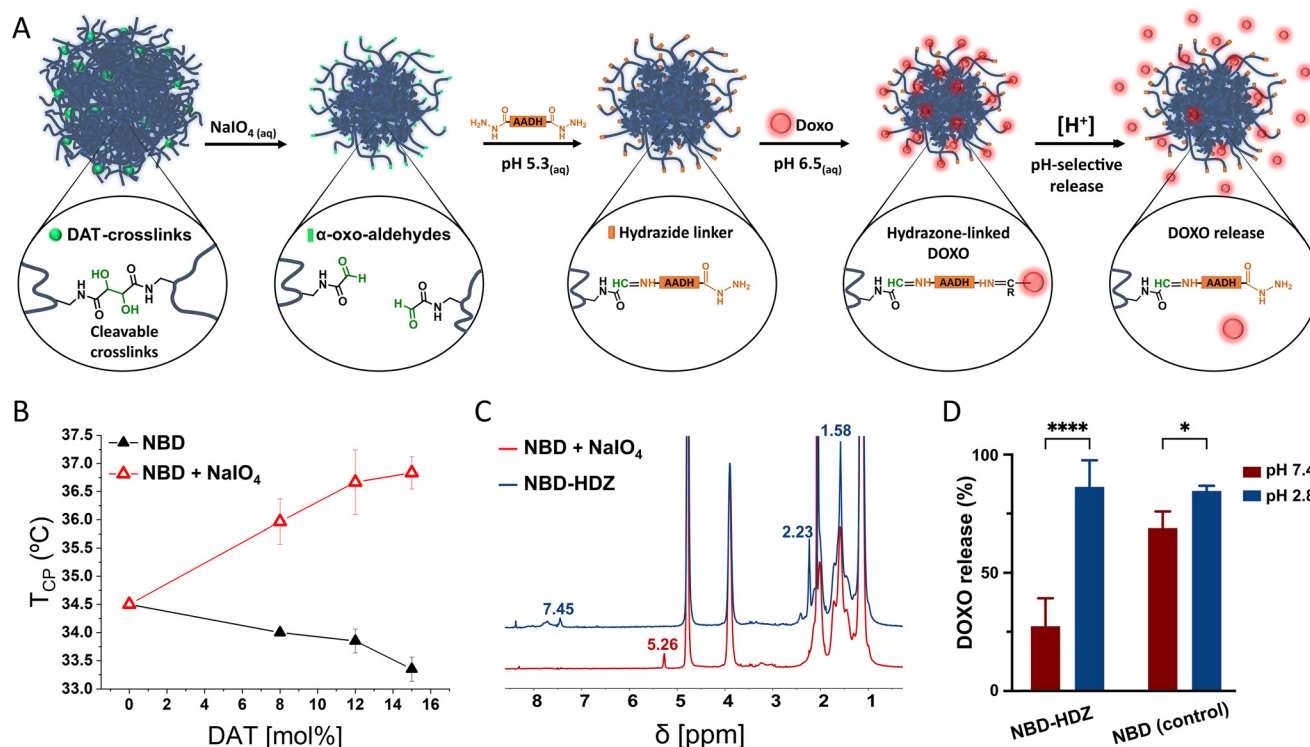 A
NaIO₄ (aq)
H₂N
N
H
O
AADH
O
N
H
NH₂
pH 5.3(aq)
Doxo
pH 6.5(aq)
[H⁺]
pH-selective
release
DAT-crosslinks
OH
O
H
N
N
H
O
OH
Cleavable
crosslinks
α-oxo-aldehydes
H
N
O
O
H
O
H
O
N
H
O
Hydrazide linker
N
H
O
C
HC=NH
AADH
O
N
H
NH₂
Hydrazone-linked
DOXO
N
H
O
C
HC=NH
AADH
HN=C
R
DOXO release
N
H
O
C
HC=NH
AADH
O
N
H
NH₂
B
NBD
NBD + NaIO₄
T_CP (ºC)
37.5
37.0
36.5
36.0
35.5
35.0
34.5
34.0
33.5
33.0
0 2 4 6 8 10 12 14 16
DAT [mol%]
C
NBD + NaIO₄
NBD-HDZ
1.58
2.23
7.45
5.26
8 7 6 5 4 3 2 1
δ [ppm]
D
**** *
pH 7.4
pH 2.8
DOXO release (%)
100
50
0
NBD-HDZ
NBD (control)